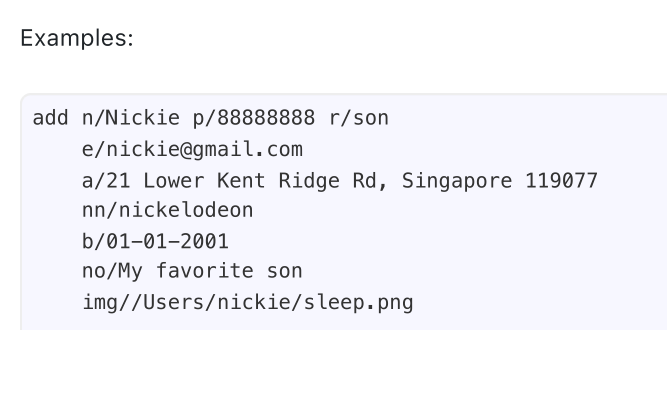 Examples:
add n/Nickie p/88888888 r/son
e/nickie@gmail.com
a/21 Lower Kent Ridge Rd, Singapore 119077
nn/nickelodeon
b/01-01-2001
no/My favorite son
img//Users/nickie/sleep.png